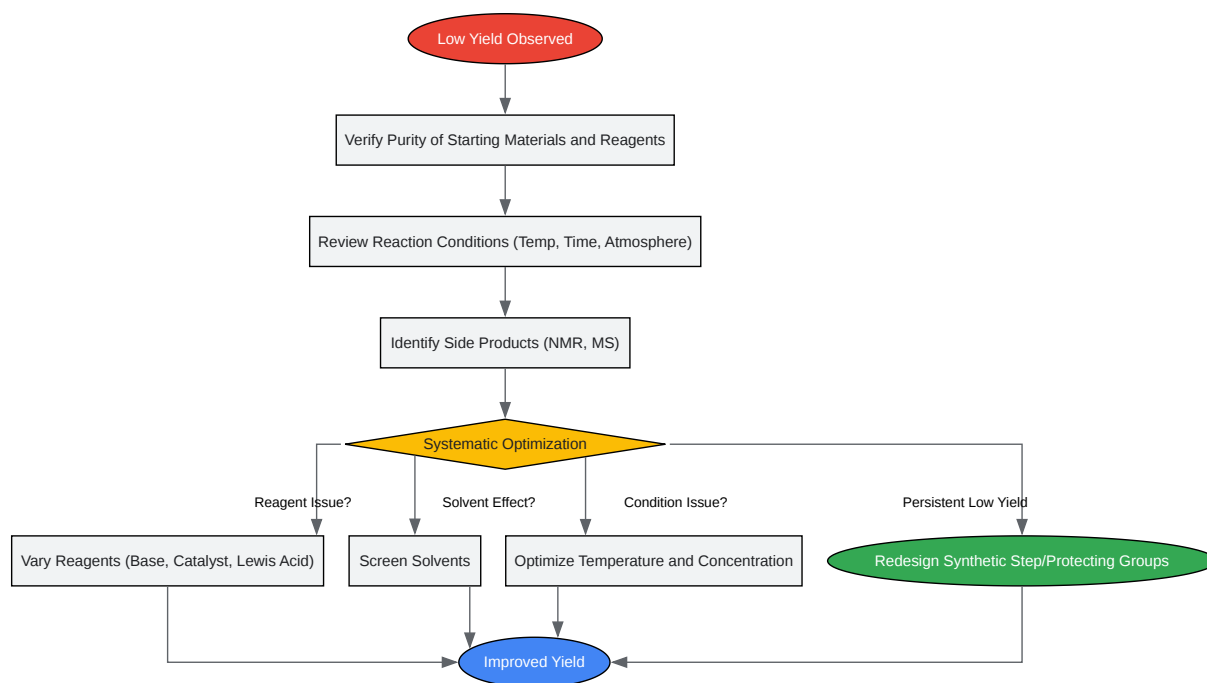 Low Yield Observed
Verify Purity of Starting Materials and Reagents
Review Reaction Conditions (Temp, Time, Atmosphere)
Identify Side Products (NMR, MS)
Systematic Optimization
Reagent Issue?
Solvent Effect?
Condition Issue?
Persistent Low Yield
Vary Reagents (Base, Catalyst, Lewis Acid)
Screen Solvents
Optimize Temperature and Concentration
Redesign Synthetic Step/Protecting Groups
Improved Yield